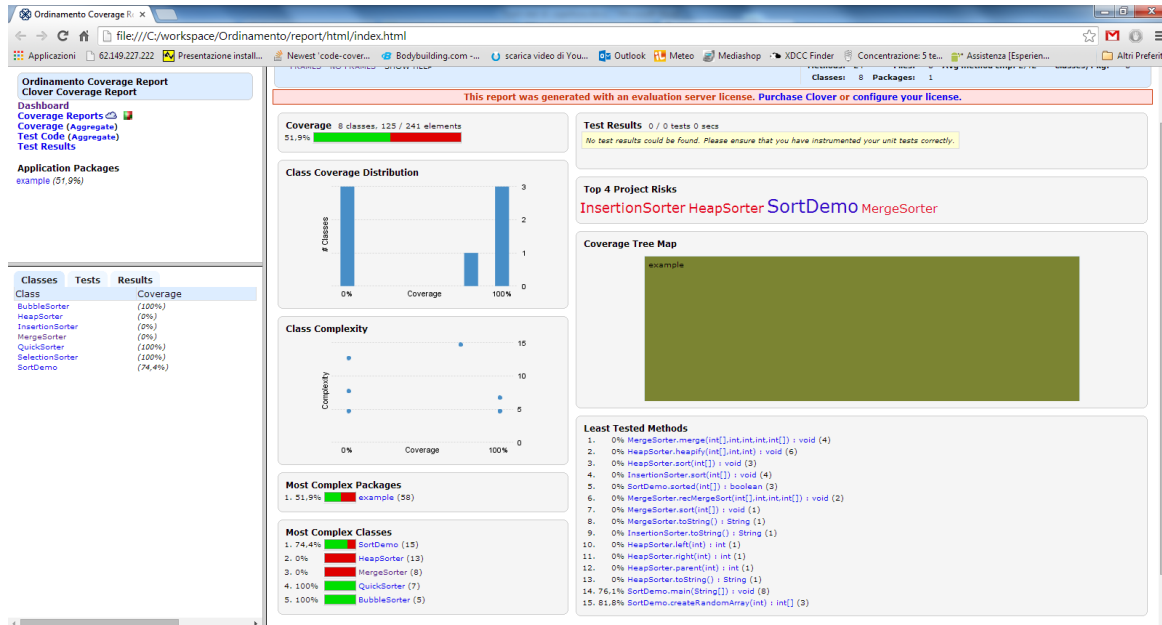 Ordinamento Coverage R
file:///C:/workspace/Ordinamento/report/html/index.html
Applicazioni 62.149.227.222 Presentazione install... Newest 'code-cover... Bodybuilding.com -... scarica video di You... Outlook Meteo Mediashop XDCC Finder Concentrazione: 5 te... Assistenza [Esperien... Altri Preferit
Ordinamento Coverage Report
Clover Coverage Report
Dashboard
Coverage Reports
Coverage (Aggregate)
Test Code (Aggregate)
Test Results
Application Packages
example (51,9%)
Classes Tests Results
Class Coverage
BubbleSorter (100%)
HeapSorter (0%)
InsertionSorter (0%)
MergeSorter (0%)
QuickSorter (100%)
SelectionSorter (100%)
SortDemo (74,4%)
Classes: 8 Packages: 1
This report was generated with an evaluation server license. Purchase Clover or configure your license.
Coverage 8 classes, 125 / 241 elements
51,9%
Class Coverage Distribution
3
2
1
0
# Classes
0% Coverage 100%
Class Complexity
15
10
5
0
Complexity
0% Coverage 100%
Most Complex Packages
1. 51,9% example (58)
Most Complex Classes
1. 74,4% SortDemo (15)
2. 0% HeapSorter (13)
3. 0% MergeSorter (8)
4. 100% QuickSorter (7)
5. 100% BubbleSorter (5)
Test Results 0 / 0 tests 0 secs
No test results could be found. Please ensure that you have instrumented your unit tests correctly.
Top 4 Project Risks
InsertionSorter HeapSorter SortDemo MergeSorter
Coverage Tree Map
example
Least Tested Methods
1. 0% MergeSorter.merge(int[],int,int,int,int[]) : void (4)
2. 0% HeapSorter.heapify(int[],int,int) : void (6)
3. 0% HeapSorter.sort(int[]) : void (3)
4. 0% InsertionSorter.sort(int[]) : void (4)
5. 0% SortDemo.sorted(int[]) : boolean (3)
6. 0% MergeSorter.recMergeSort(int[],int,int,int[]) : void (2)
7. 0% MergeSorter.sort(int[]) : void (1)
8. 0% MergeSorter.toString() : String (1)
9. 0% InsertionSorter.toString() : String (1)
10. 0% HeapSorter.left(int) : int (1)
11. 0% HeapSorter.right(int) : int (1)
12. 0% HeapSorter.parent(int) : int (1)
13. 0% HeapSorter.toString() : String (1)
14. 76,1% SortDemo.main(String[]) : void (8)
15. 81,8% SortDemo.createRandomArray(int) : int[] (3)